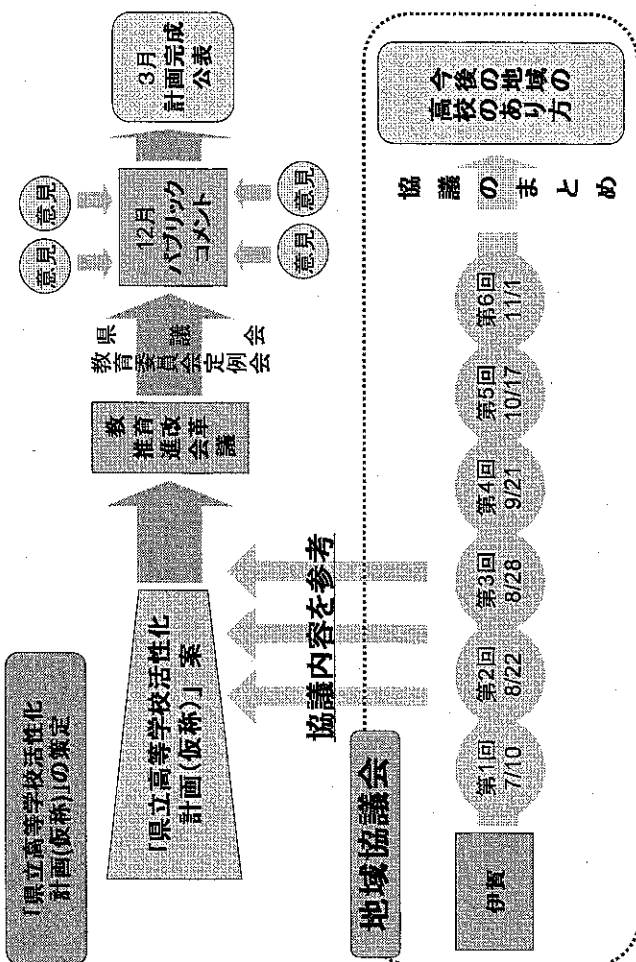 「県立高等学校活性化
計画(仮称)」の策定
「県立高等学校活性化
計画(仮称)」案
教育改革
推進会議
県議会
教育委員会定例会
12月
パブリック
コメント
意見
意見
意見
意見
3月
計画完成
公表
協議内容を参考
地域協議会
伊賀
第1回
7/10
第2回
8/22
第3回
8/28
第4回
9/21
第5回
10/17
第6回
11/1
協議のまとめ
今後の地域の
高校のあり方